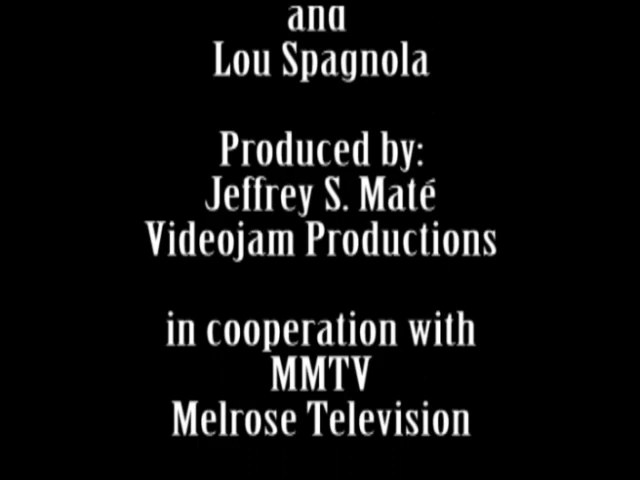 and
Lou Spagnola
Produced by:
Jeffrey S. Maté
Videojam Productions
in cooperation with
MMTV
Melrose Television